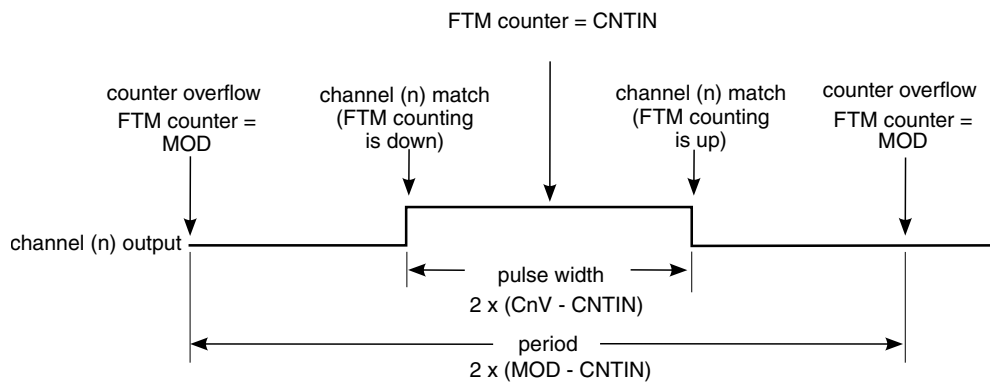 FTM counter = CNTIN
counter overflow
FTM counter =
MOD
channel (n) match
(FTM counting
is down)
channel (n) match
(FTM counting
is up)
counter overflow
FTM counter =
MOD
channel (n) output
pulse width
2 x (CnV - CNTIN)
period
2 x (MOD - CNTIN)